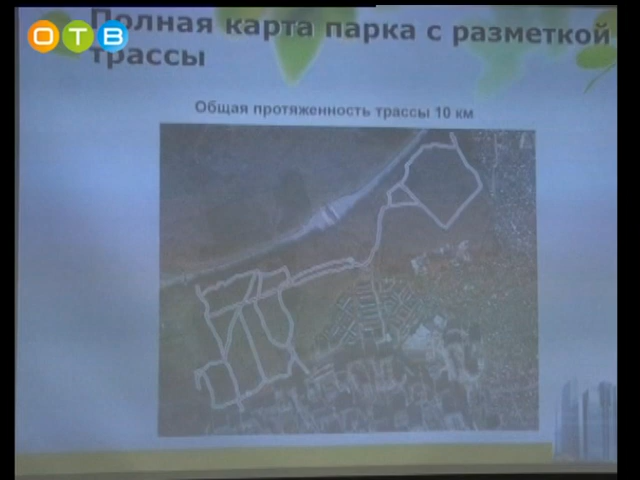 ОТВ
Полная карта парка с разметкой
трассы
Общая протяженность трассы 10 км